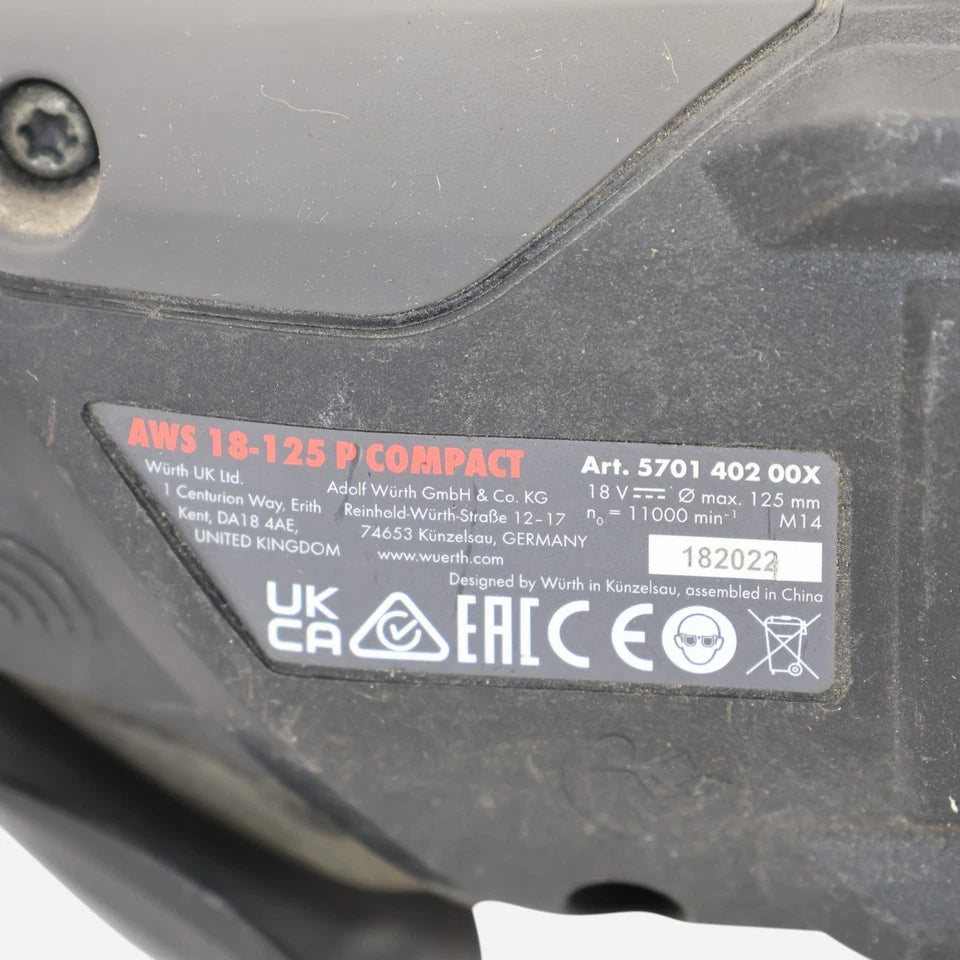 AWS 18-125 P COMPACT
Würth UK Ltd.
1 Centurion Way, Erith
Kent, DA18 4AE,
UNITED KINGDOM
Adolf Würth GmbH & Co. KG
Reinhold-Würth-Straße 12-17
74653 Künzelsau, GERMANY
www.wuerth.com
Art. 5701 402 00X
18 V Ø max. 125 mm
n₀ = 11000 min⁻¹ M14
182022
Designed by Würth in Künzelsau, assembled in China
UK
CA
EAC CE